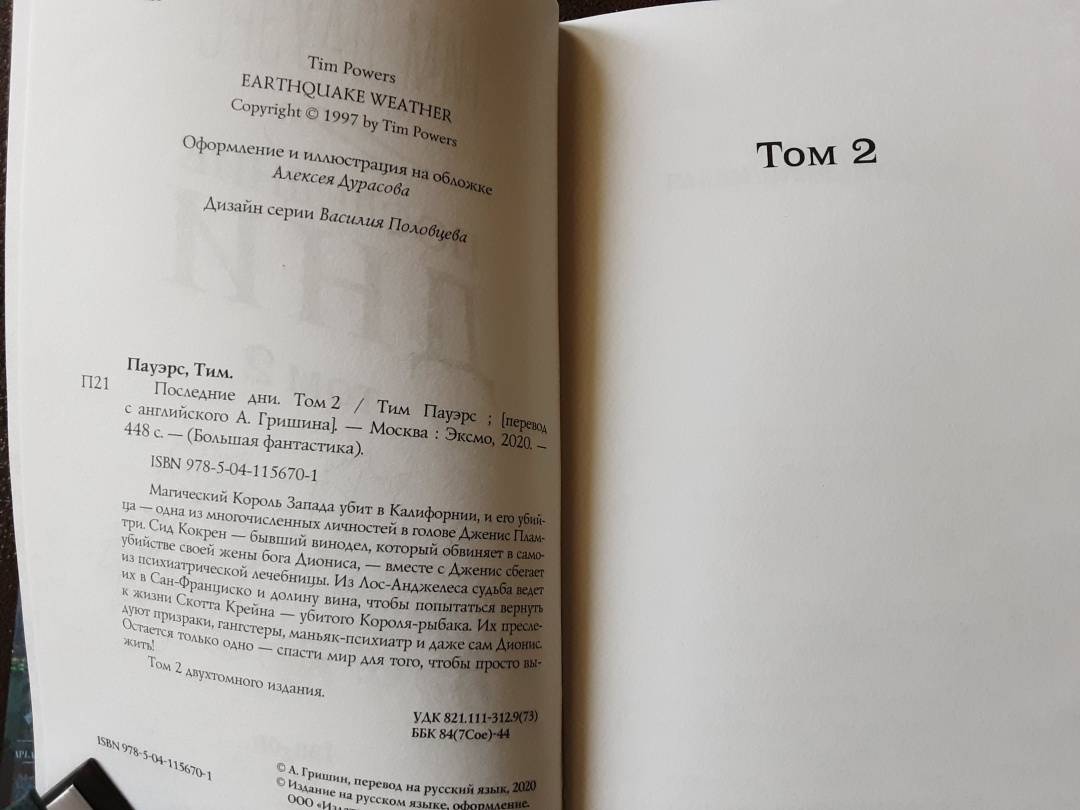 Tim Powers
EARTHQUAKE WEATHER
Copyright © 1997 by Tim Powers
Оформление и иллюстрация на обложке
Алексея Дурасова
Дизайн серии Василия Половцева
Пауэрс, Тим.
П21
Последние дни. Том 2 / Тим Пауэрс ; [перевод
с английского А. Гришина]. — Москва : Эксмо, 2020. —
448 с. — (Большая фантастика).
ISBN 978-5-04-115670-1
Магический Король Запада убит в Калифорнии, и его убий-
ца — одна из многочисленных личностей в голове Дженис Плам-
три. Сид Кокрен — бывший винодел, который обвиняет в само-
убийстве своей жены бога Диониса, — вместе с Дженис сбегает
из психиатрической лечебницы. Из Лос-Анджелеса судьба ведет
их в Сан-Франциско и долину вина, чтобы попытаться вернуть
к жизни Скотта Крейна — убитого Короля-рыбака. Их пресле-
дуют призраки, гангстеры, маньяк-психиатр и даже сам Дионис.
Остается только одно — спасти мир для того, чтобы просто вы-
жить!
Том 2 двухтомного издания.
УДК 821.111-312.9(73)
ББК 84(7Сое)-44
ISBN 978-5-04-115670-1
© А. Гришин, перевод на русский язык, 2020
© Издание на русском языке, оформление.
ООО
Том 2